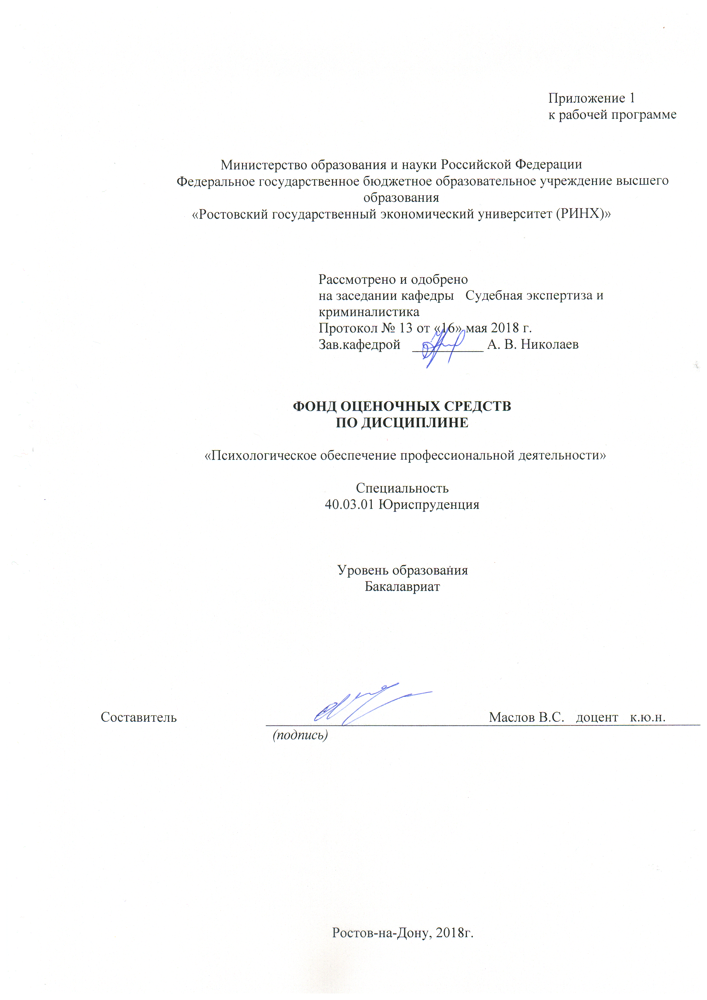 Приложение 1
к рабочей программе
Министерство образования и науки Российской Федерации
Федеральное государственное бюджетное образовательное учреждение высшего
образования
«Ростовский государственный экономический университет (РИНХ)»
Рассмотрено и одобрено
на заседании кафедры Судебная экспертиза и
криминалистика
Протокол № 13 от «16» мая 2018 г.
Зав.кафедрой __________ А. В. Николаев
ФОНД ОЦЕНОЧНЫХ СРЕДСТВ
ПО ДИСЦИПЛИНЕ
«Психологическое обеспечение профессиональной деятельности»
Специальность
40.03.01 Юриспруденция
Уровень образования
Бакалавриат
Составитель Маслов В.С. доцент к.ю.н.
(подпись)
Ростов-на-Дону, 2018г.